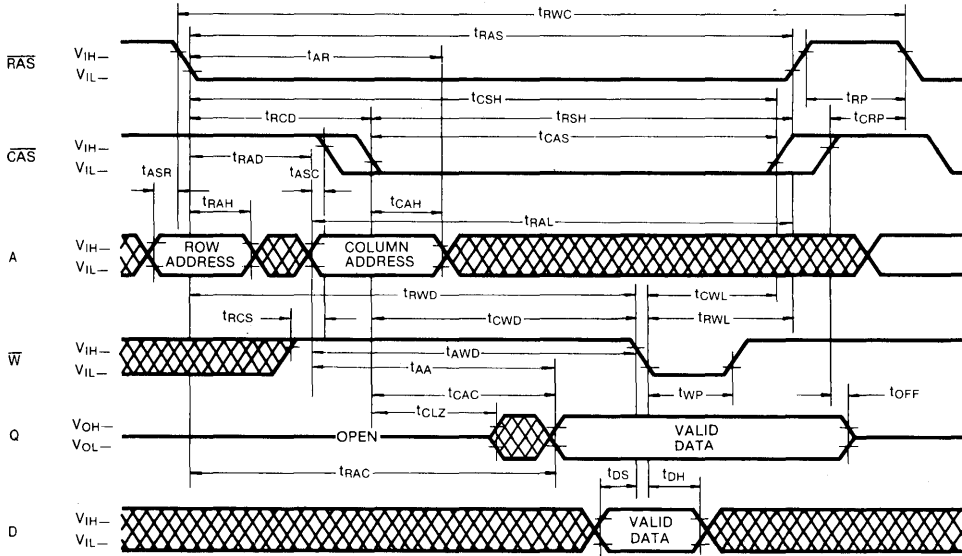 tRWC
tRAS
tAR
RAS
VIH
VIL
tCSH
tRP
tRCD
tRSH
tCRP
tCAS
CAS
VIH
VIL
tRAD
tASR
tASC
tRAH
tCAH
tRAL
A
VIH
VIL
ROW ADDRESS
COLUMN ADDRESS
tRWD
tCWL
tRCS
tCWD
tRWL
W
VIH
VIL
tAWD
tAA
tWP
tCAC
tOFF
tCLZ
Q
VOH
VOL
OPEN
VALID DATA
tRAC
tDS
tDH
D
VIH
VIL
VALID DATA